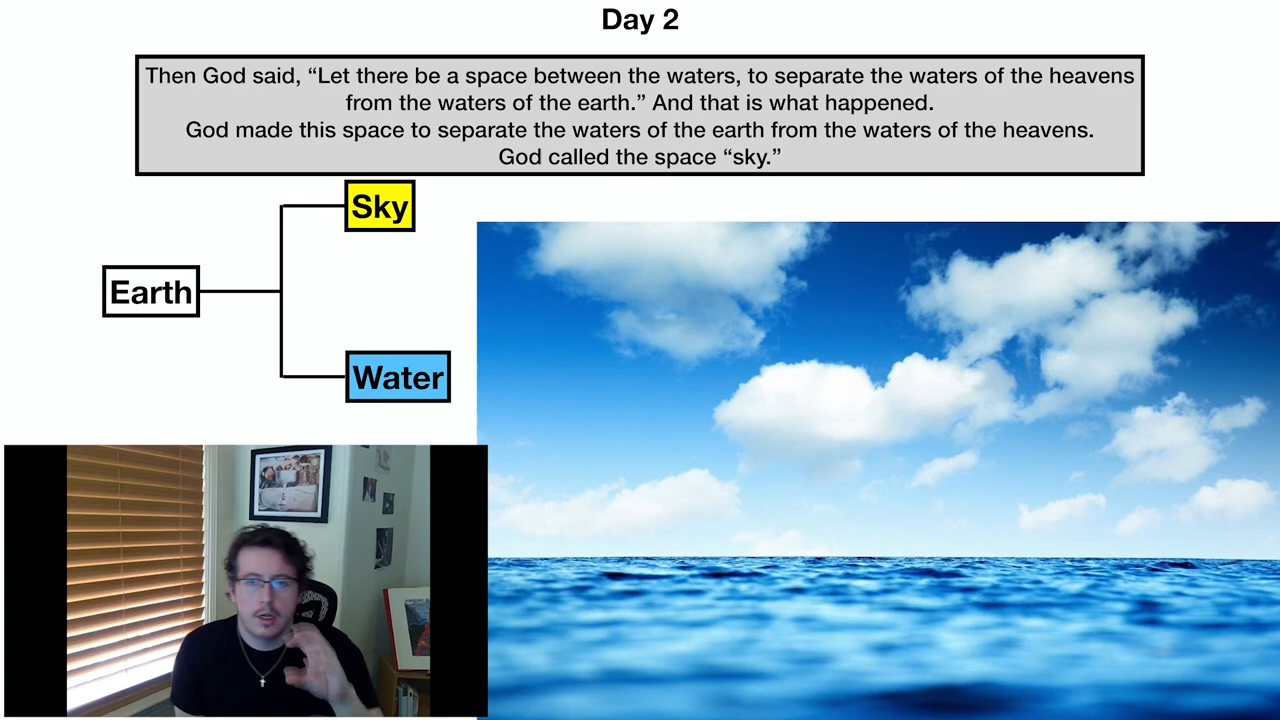 Day 2
Then God said, “Let there be a space between the waters, to separate the waters of the heavens
from the waters of the earth.” And that is what happened.
God made this space to separate the waters of the earth from the waters of the heavens.
God called the space “sky.”
Sky
Earth
Water